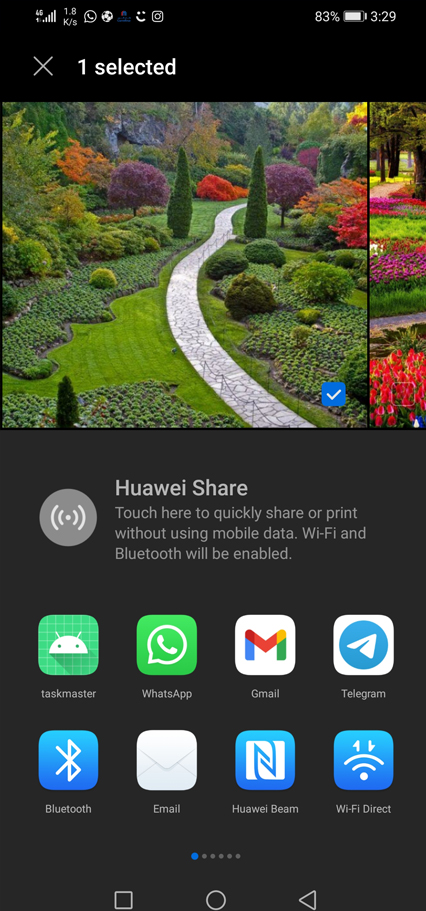 4G
1.8
K/s
83%
3:29
1 selected
Huawei Share
Touch here to quickly share or print
without using mobile data. Wi-Fi and
Bluetooth will be enabled.
taskmaster
WhatsApp
Gmail
Telegram
Bluetooth
Email
Huawei Beam
Wi-Fi Direct